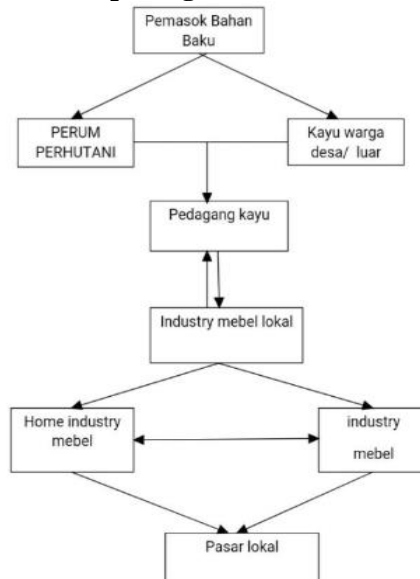 Pemasok Bahan
Baku
PERUM
PERHUTANI
Kayu warga
desa/ luar
Pedagang kayu
Industry mebel lokal
Home industry
mebel
industry
mebel
Pasar lokal